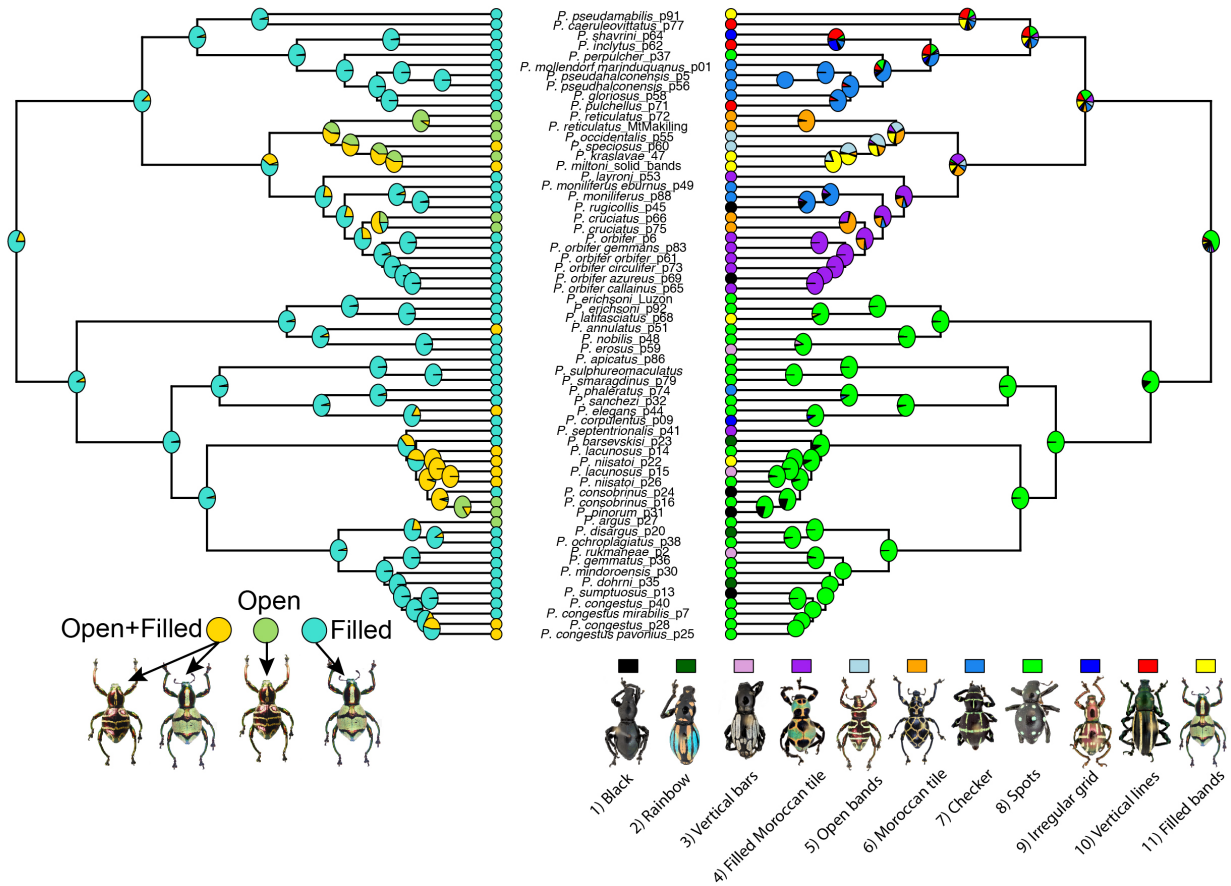 P. pseudamabilis_p91
P. caeruleovittatus_p77
P. shavrini_p64
P. inclytus_p62
P. perpulcher_p37
P. mollendorf marinduquanus_p01
P. pseudahalconensis_p5
P. pseudhalconensis_p56
P. gloriosus_p58
P. pulchellus_p71
P. reticulatus_p72
P. reticulatus_MtMakiling
P. occidentalis_p55
P. speciosus_p60
P. kraslavae_47
P. miltoni_solid_bands
P. layroni_p53
P. moniliferus eburnus_p49
P. moniliferus_p88
P. rugicollis_p45
P. cruciatus_p66
P. cruciatus_p75
P. orbifer_p6
P. orbifer gemmans_p83
P. orbifer orbifer_p61
P. orbifer circulifer_p73
P. orbifer azureus_p69
P. orbifer callainus_p65
P. erichsoni_Luzon
P. erichsoni_p92
P. latifasciatus_p68
P. annulatus_p51
P. nobilis_p48
P. erosus_p59
P. apicatus_p86
P. sulphureomaculatus
P. smaragdinus_p79
P. phaleratus_p74
P. sanchezi_p32
P. elegans_p44
P. corpulentus_p09
P. septentrionalis_p41
P. barsevskisi_p23
P. lacunosus_p14
P. niisatoi_p22
P. lacunosus_p15
P. niisatoi_p26
P. consobrinus_p24
P. consobrinus_p16
P. pinorum_p31
P. argus_p27
P. disargus_p20
P. ochroplagiatus_p38
P. rukmaneae_p2
P. gemmatus_p36
P. mindoroensis_p30
P. dohrni_p35
P. sumptuosus_p13
P. congestus_p40
P. congestus mirabilis_p7
P. congestus_p28
P. congestus pavonius_p25
Open
Open+Filled
Filled
1) Black
2) Rainbow
3) Vertical bars
4) Filled Moroccan tile
5) Open bands
6) Moroccan tile
7) Checker
8) Spots
9) Irregular grid
10) Vertical lines
11) Filled bands